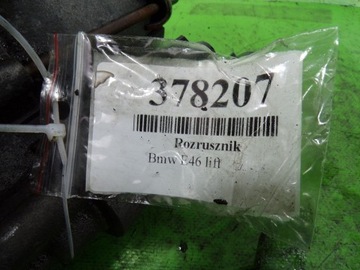 378207
Rozrusznik
Bmw E46 lift